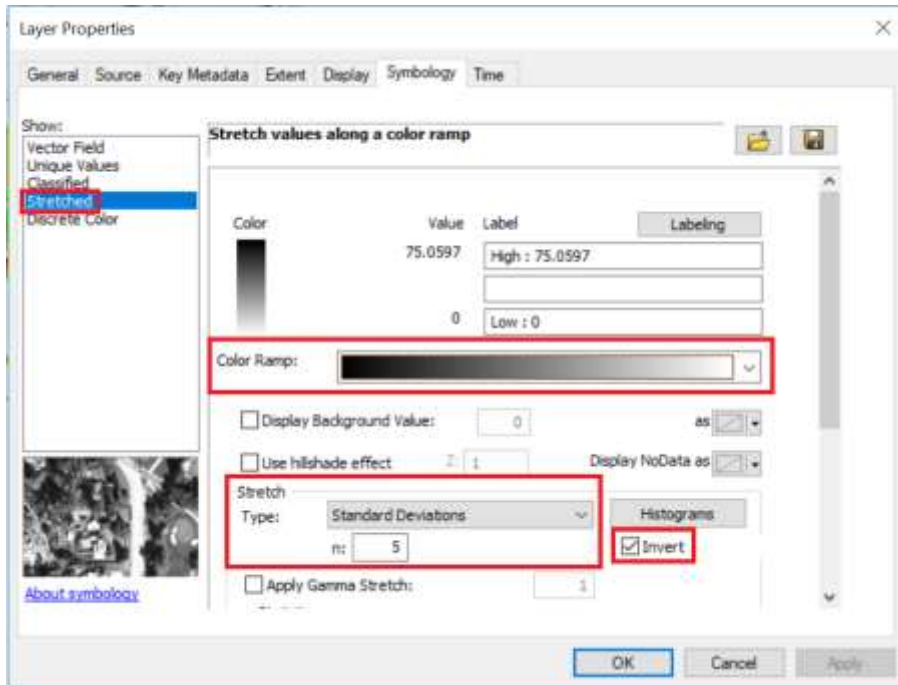 Layer Properties
General Source Key Metadata Extent Display Symbology Time
Show:
Vector Field
Unique Values
Classified
Stretched
Discrete Color
Stretch values along a color ramp
Color Value Label Labeling
75.0597 High : 75.0597
0 Low : 0
Color Ramp:
Display Background Value: 0 as
Use hillshade effect Z: 1 Display NoData as
Stretch
Type: Standard Deviations Histograms
n: 5 Invert
Apply Gamma Stretch: 1
About symbology
OK Cancel Apply